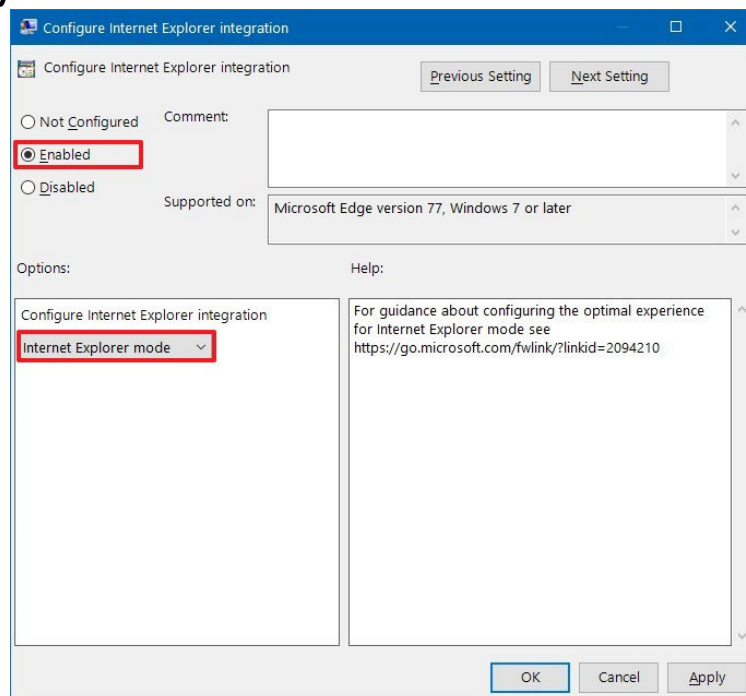 Configure Internet Explorer integration
Configure Internet Explorer integration
Previous Setting
Next Setting
Not Configured
Comment:
Enabled
Disabled
Supported on:
Microsoft Edge version 77, Windows 7 or later
Options:
Help:
Configure Internet Explorer integration
Internet Explorer mode
For guidance about configuring the optimal experience
for Internet Explorer mode see
https://go.microsoft.com/fwlink/?linkid=2094210
OK
Cancel
Apply